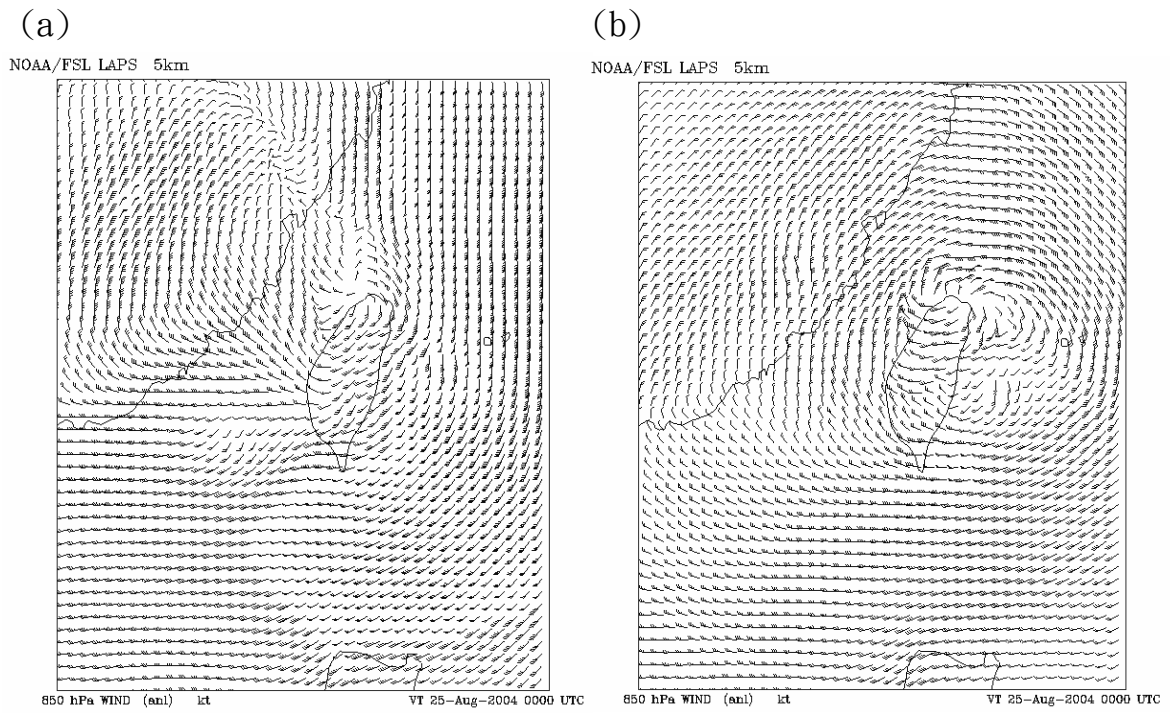 (a)
NOAA/FSL LAPS 5km
850 hPa WIND (anl) kt VT 25-Aug-2004 0000 UTC
(b)
NOAA/FSL LAPS 5km
850 hPa WIND (anl) kt VT 25-Aug-2004 0000 UTC